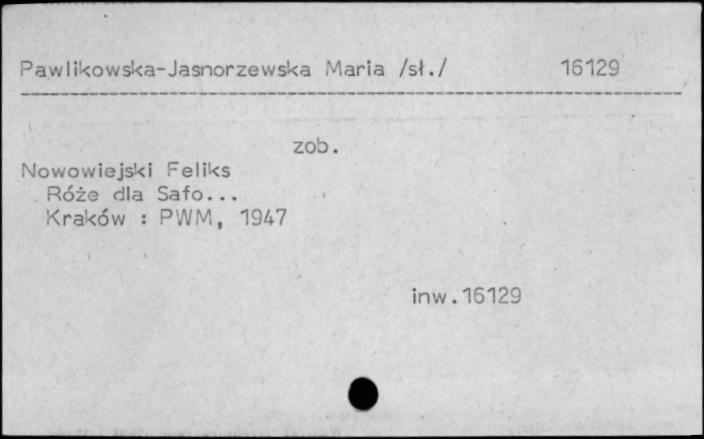 Pawlikowska-Jasnorzewska Maria /sł./ 16129
zob.
Nowowiejski Feliks
Róże dla Safo...
Kraków : PWM, 1947
inw.16129